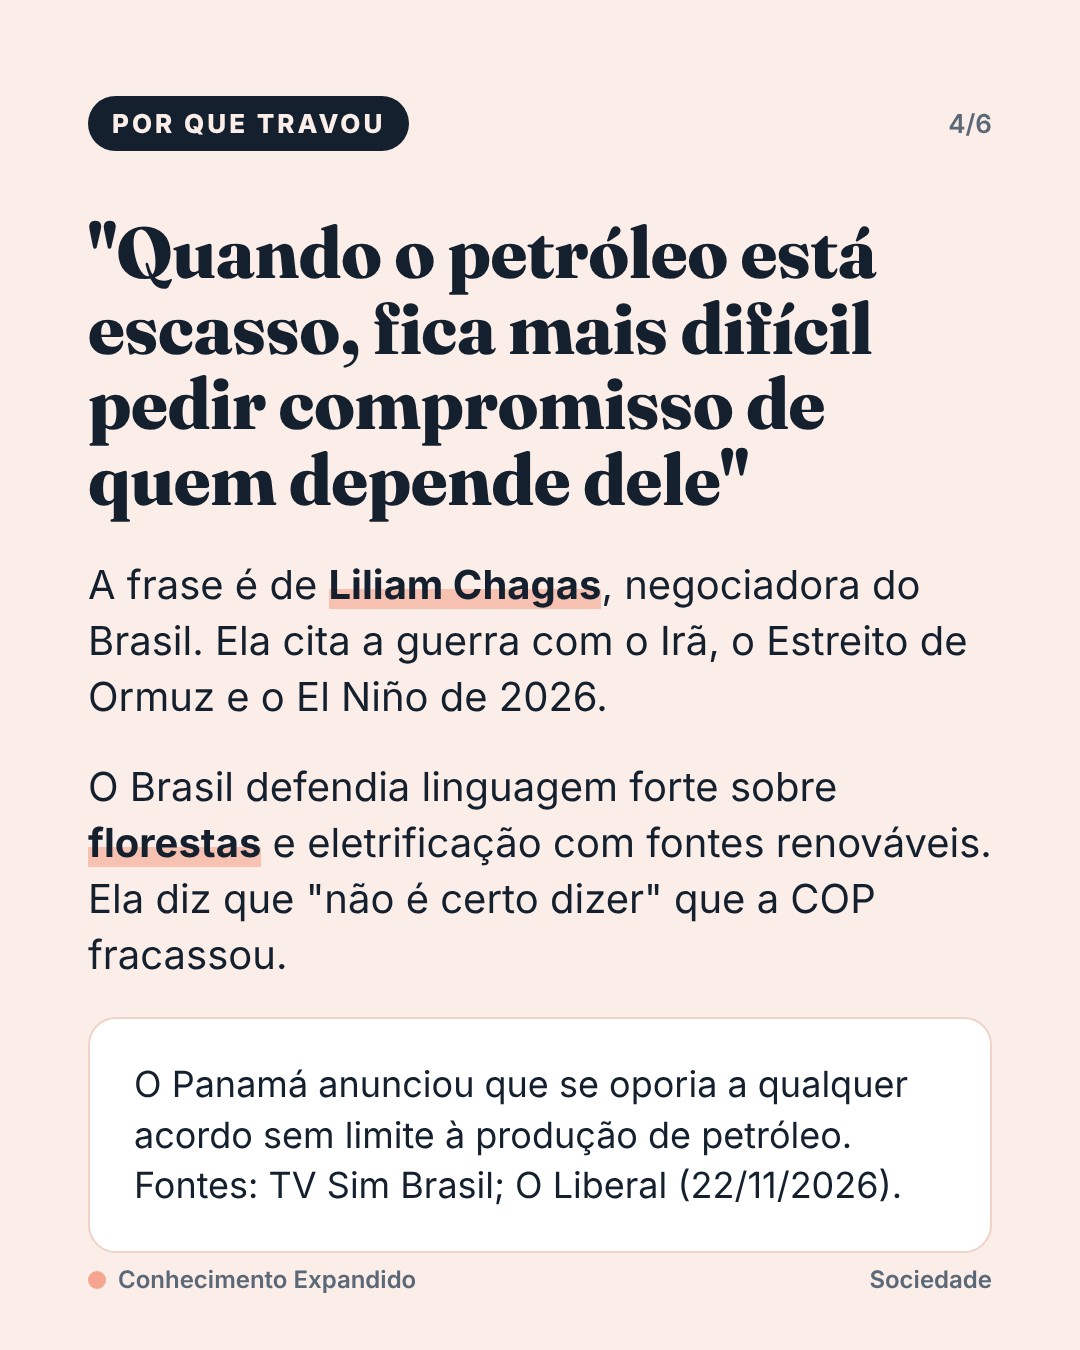 POR QUE TRAVOU
4/6
"Quando o petróleo está
escasso, fica mais difícil
pedir compromisso de
quem depende dele"
A frase é de Liliam Chagas, negociadora do
Brasil. Ela cita a guerra com o Irã, o Estreito de
Ormuz e o El Niño de 2026.
O Brasil defendia linguagem forte sobre
florestas e eletrificação com fontes renováveis.
Ela diz que "não é certo dizer" que a COP
fracassou.
O Panamá anunciou que se oporia a qualquer
acordo sem limite à produção de petróleo.
Fontes: TV Sim Brasil; O Liberal (22/11/2026).
Conhecimento Expandido
Sociedade